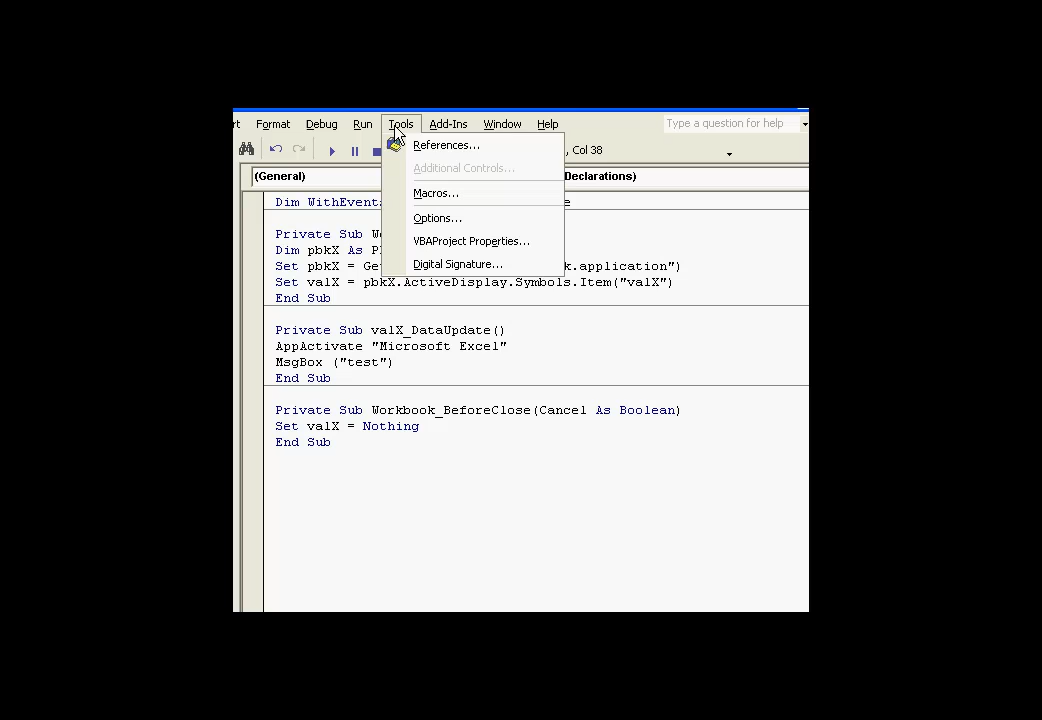 rt Format Debug Run Tools Add-Ins Window Help Type a question for help
, Col 38
References...
Additional Controls...
Macros...
Options...
VBAProject Properties...
Digital Signature...
(General) Declarations)
Dim WithEvent e
Private Sub W
Dim pbkX As P
Set pbkX = Ge k.application")
Set valX = pbkX.ActiveDisplay.Symbols.Item("valX")
End Sub
Private Sub valX_DataUpdate()
AppActivate "Microsoft Excel"
MsgBox ("test")
End Sub
Private Sub Workbook_BeforeClose(Cancel As Boolean)
Set valX = Nothing
End Sub